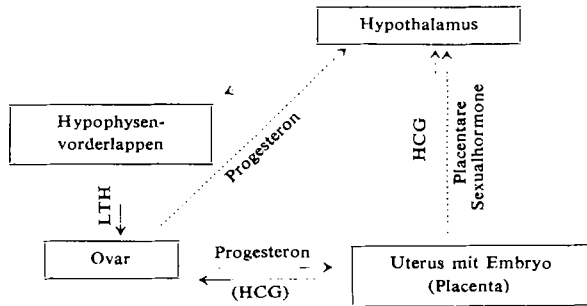 Hypothalamus
Hypophysen-
vorderlappen
Progesteron
HCG
Placentare
Sexualhormone
LTH
Ovar
Progesteron
(HCG)
Uterus mit Embryo
(Placenta)